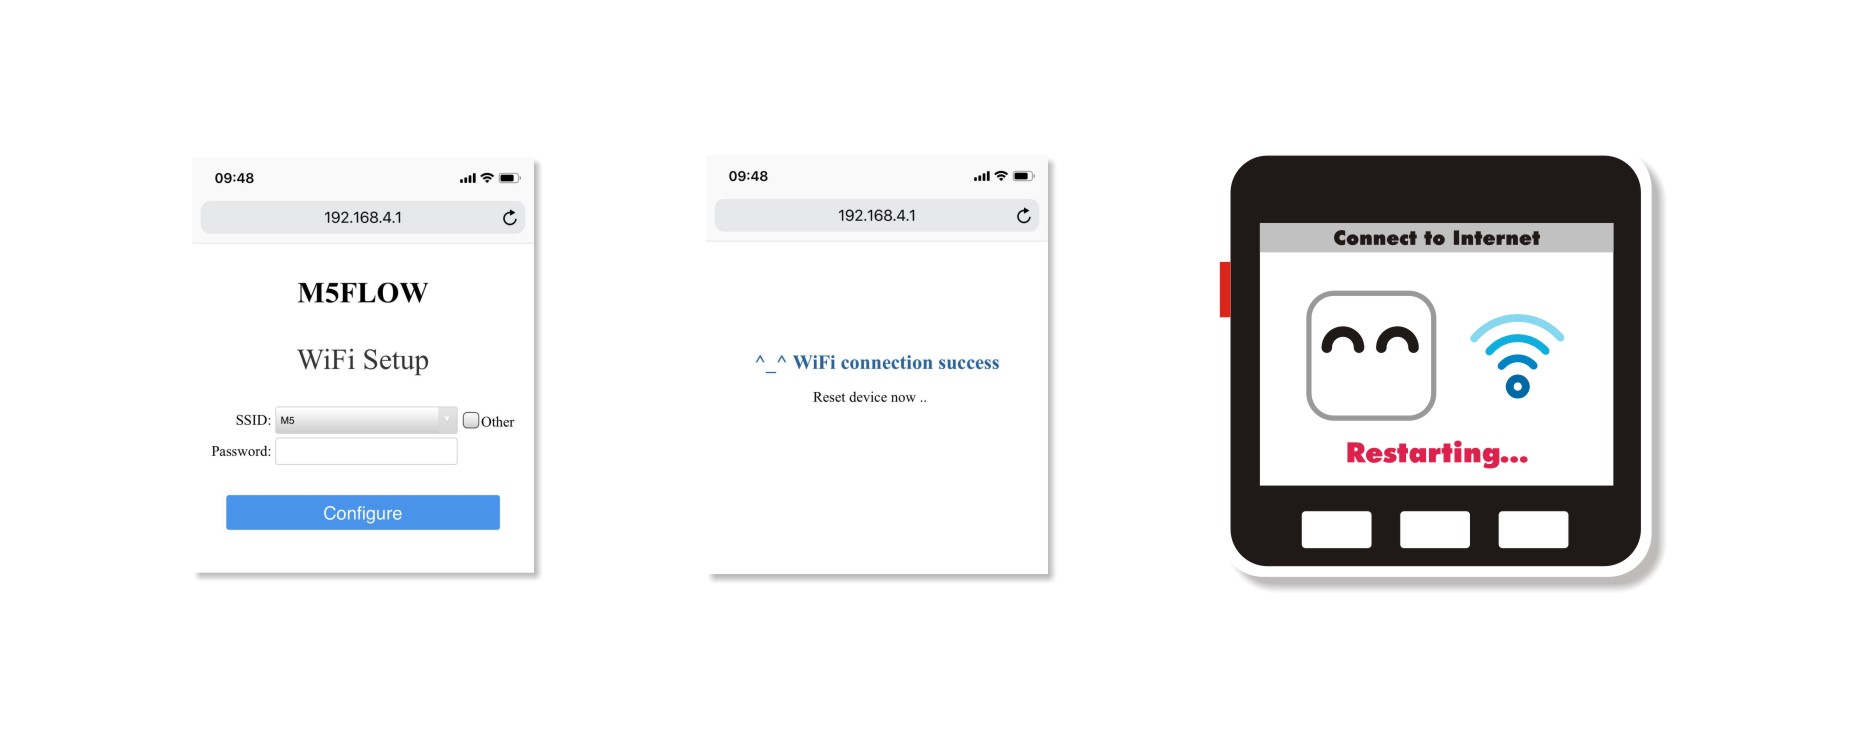 09:48
192.168.4.1
M5FLOW
WiFi Setup
SSID: M5 Other
Password:
Configure
09:48
192.168.4.1
^_^ WiFi connection success
Reset device now ..
Connect to Internet
Restarting...